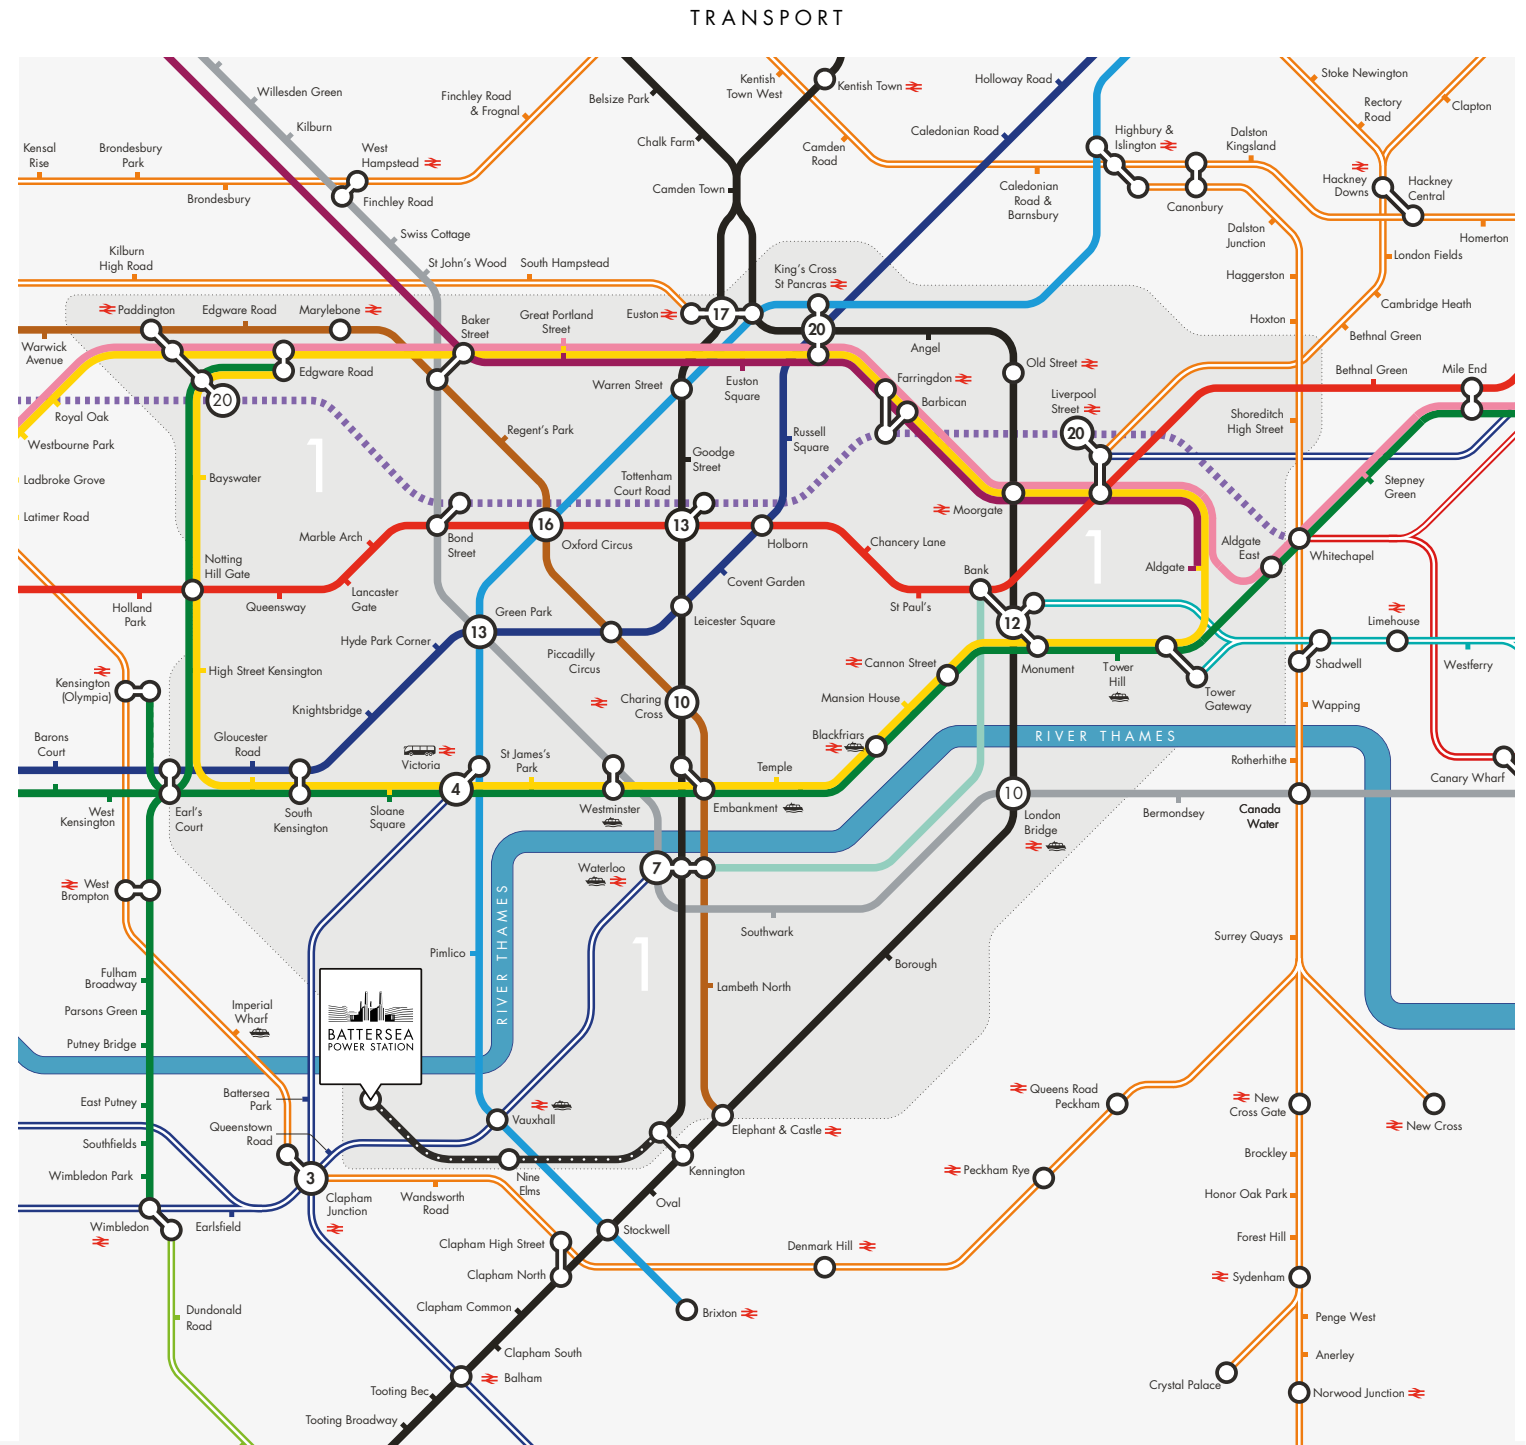 TRANSPORT
Willesden Green
Kilburn
Finchley Road
& Frognal
Belsize Park
Chalk Farm
Kentish
Town West
Kentish Town
Camden
Road
Camden Town
Holloway Road
Caledonian Road
Highbury &
Islington
Dalston
Kingsland
Stoke Newington
Rectory
Road
Clapton
Kensal
Rise
Brondesbury
Park
Brondesbury
West
Hampstead
Finchley Road
Caledonian
Road &
Barnsbury
Canonbury
Hackney
Downs
Hackney
Central
Homerton
Swiss Cottage
St John's Wood
South Hampstead
Kilburn
High Road
Dalston
Junction
London Fields
Haggerston
Cambridge Heath
Hoxton
Bethnal Green
King's Cross
St Pancras
Paddington
Edgware Road
Marylebone
Baker
Street
Great Portland
Street
Euston
17
20
Angel
Old Street
Warwick
Avenue
Edgware Road
Warren Street
Euston
Square
Farringdon
Barbican
Liverpool
Street
20
Bethnal Green
Mile End
20
Royal Oak
Westbourne Park
Ladbroke Grove
Latimer Road
1
Bayswater
Regent's Park
Goodge
Street
Tottenham
Court Road
Russell
Square
Shoreditch
High Street
Stepney
Green
Moorgate
Marble Arch
Bond
Street
16
Oxford Circus
13
Holborn
Chancery Lane
1
Aldgate
East
Whitechapel
Notting
Hill Gate
Aldgate
Holland
Park
Queensway
Lancaster
Gate
Covent Garden
Bank
St Paul's
Green Park
13
Leicester Square
12
Limehouse
Hyde Park Corner
Piccadilly
Circus
Cannon Street
Monument
Tower
Hill
Tower
Gateway
Shadwell
Westferry
High Street Kensington
Kensington
(Olympia)
Charing
Cross
10
Mansion House
Wapping
Knightsbridge
Barons
Court
Gloucester
Road
Victoria
St James's
Park
Blackfriars
RIVER THAMES
Rotherhithe
Temple
Canary Wharf
4
10
West
Kensington
Earl's
Court
South
Kensington
Sloane
Square
Westminster
Embankment
London
Bridge
Bermondsey
Canada
Water
Waterloo
7
West
Brompton
RIVER THAMES
Southwark
Surrey Quays
Pimlico
1
Borough
Fulham
Broadway
Lambeth North
Parsons Green
Imperial
Wharf
BATTERSEA
POWER STATION
Putney Bridge
East Putney
Battersea
Park
Queenstown
Road
Vauxhall
Elephant & Castle
Queens Road
Peckham
New
Cross Gate
New Cross
Southfields
Wimbledon Park
3
Nine
Elms
Kennington
Peckham Rye
Brockley
Clapham
Junction
Wandsworth
Road
Oval
Honor Oak Park
Wimbledon
Earlsfield
Clapham High Street
Stockwell
Denmark Hill
Forest Hill
Clapham North
Sydenham
Dundonald
Road
Clapham Common
Brixton
Penge West
Clapham South
Anerley
Balham
Tooting Bec
Crystal Palace
Norwood Junction
Tooting Broadway